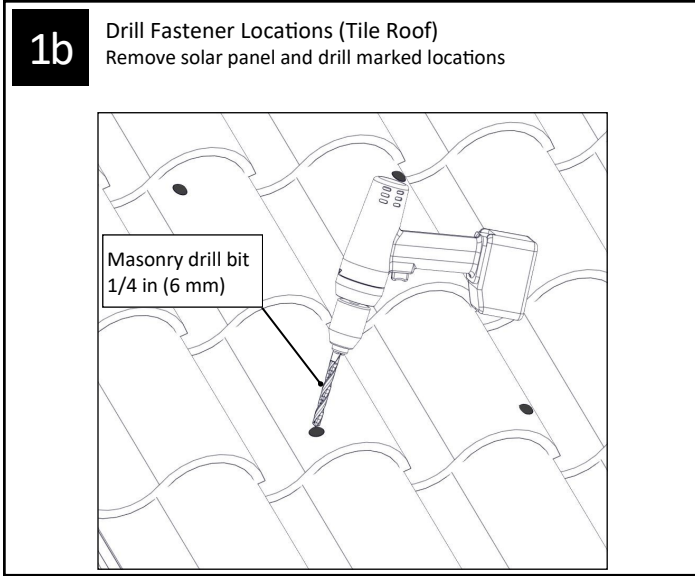 1b
Drill Fastener Locations (Tile Roof)
Remove solar panel and drill marked locations
Masonry drill bit
1/4 in (6 mm)